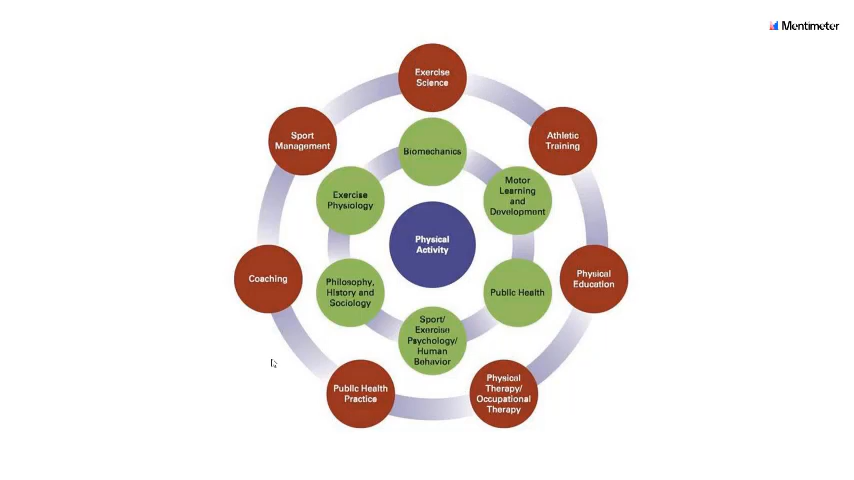 Mentimeter
Exercise
Science
Sport
Management
Athletic
Training
Biomechanics
Exercise
Physiology
Motor
Learning
and
Development
Physical
Activity
Coaching
Philosophy,
History and
Sociology
Public Health
Physical
Education
Sport/
Exercise
Psychology/
Human
Behavior
Public Health
Practice
Physical
Therapy/
Occupational
Therapy